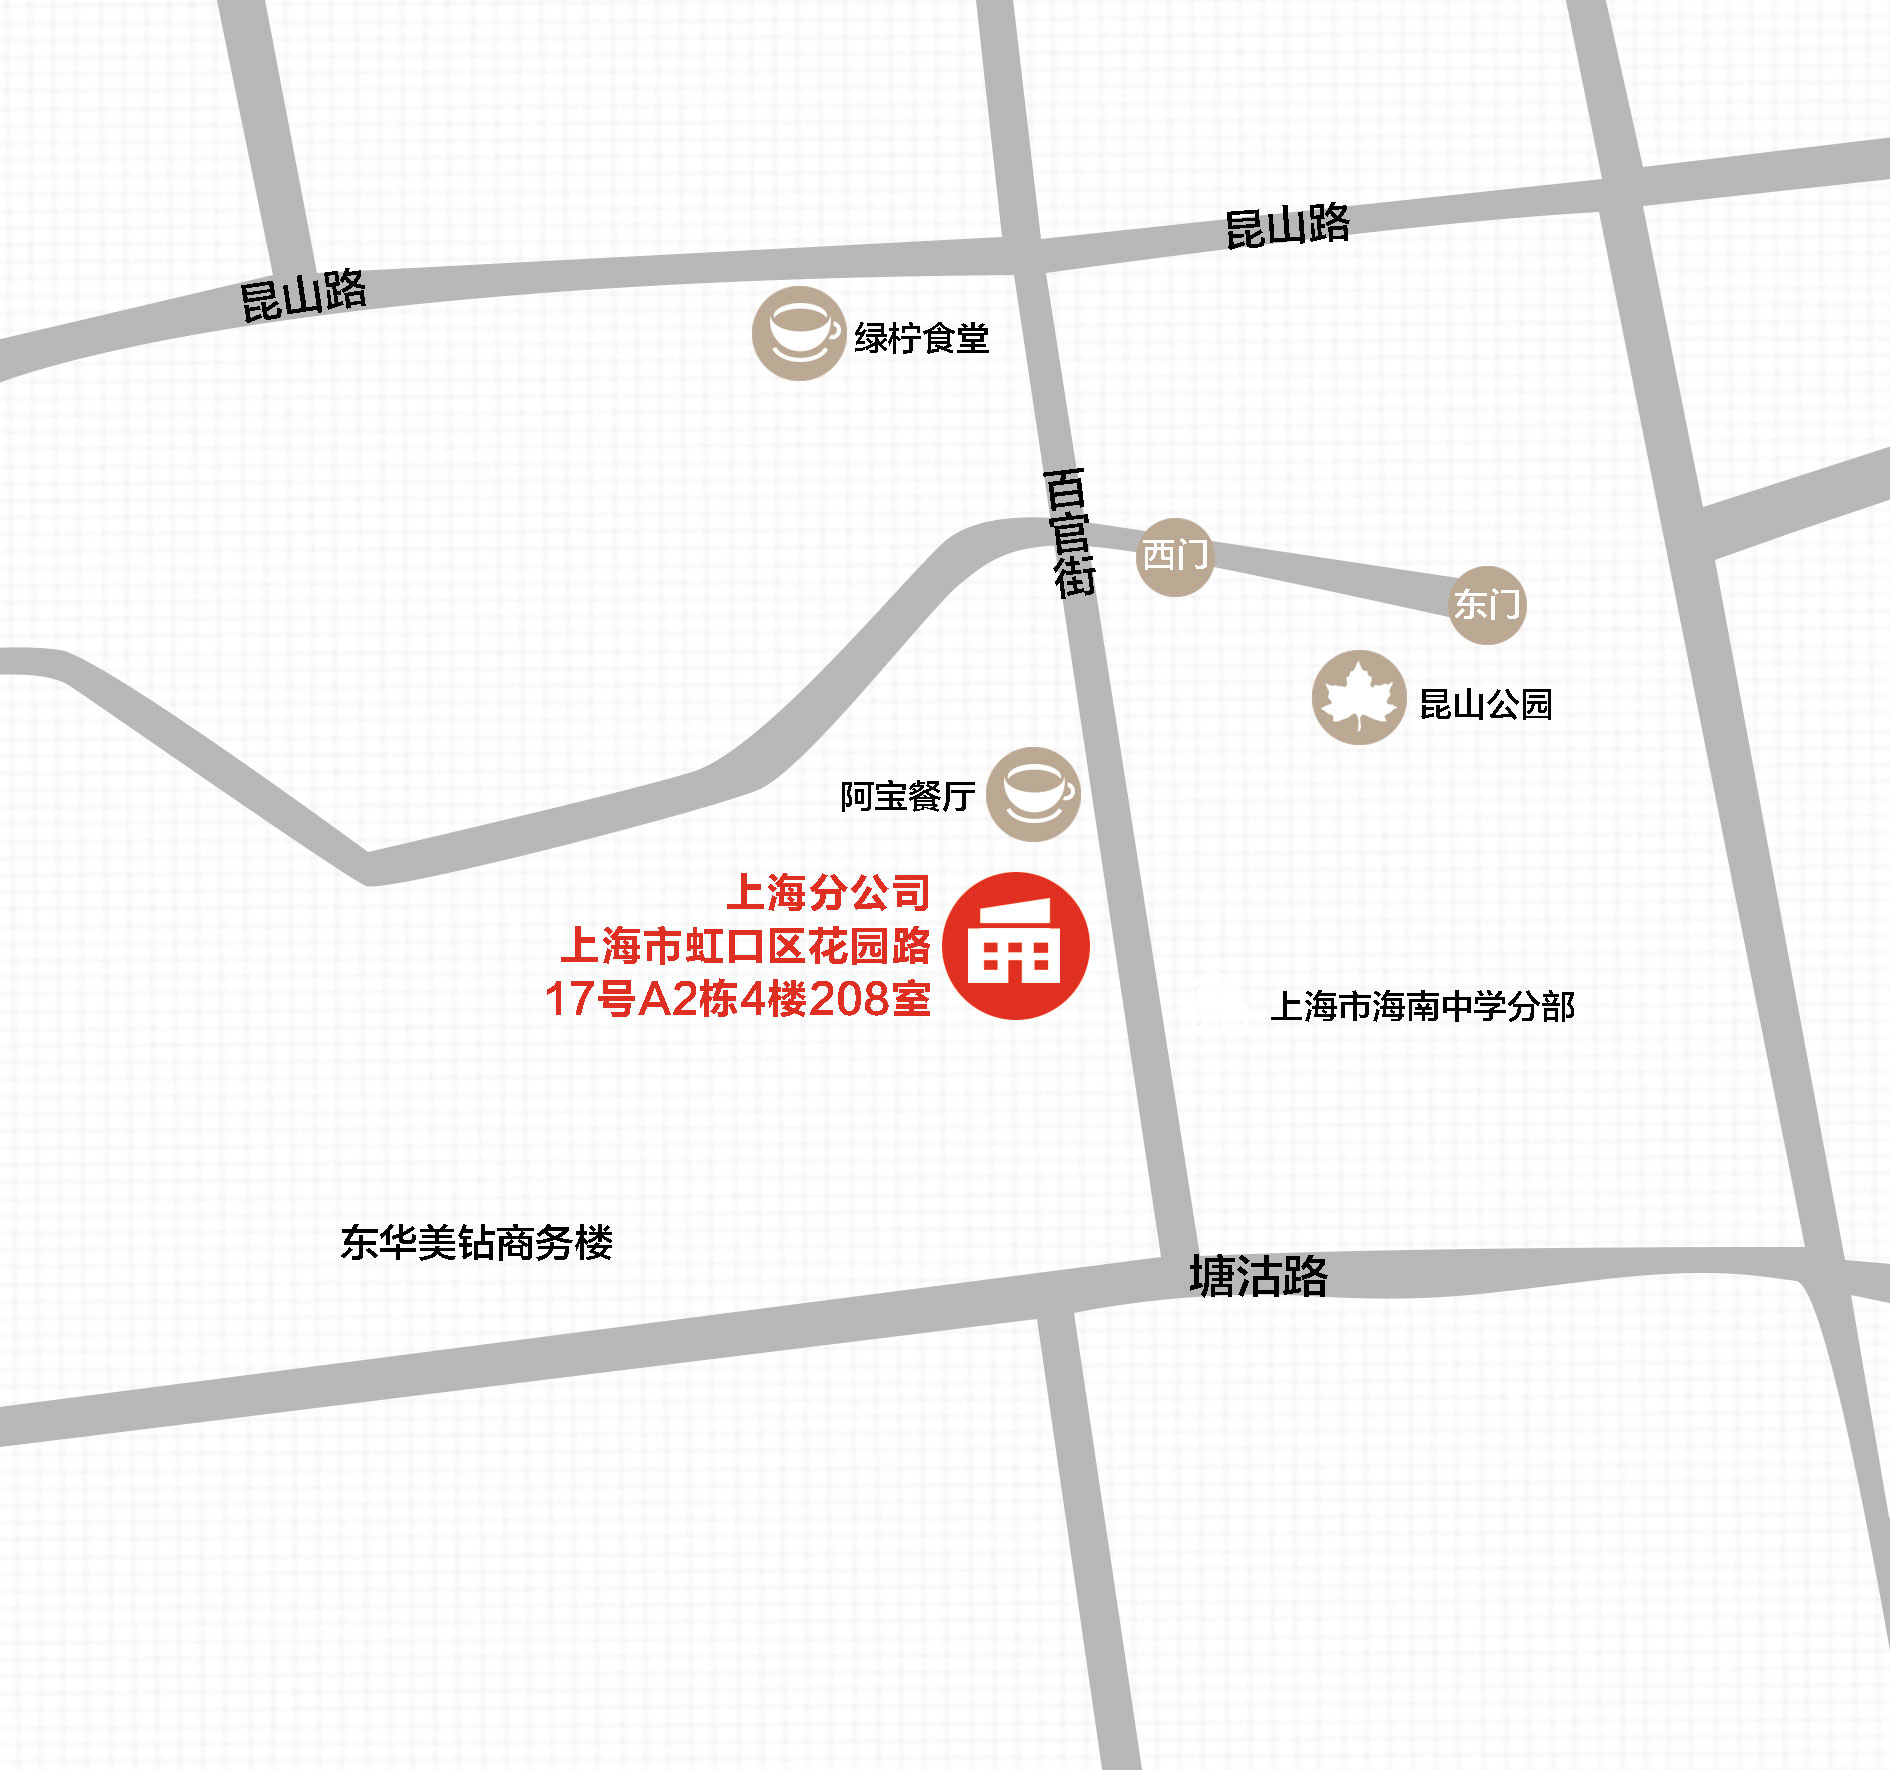 昆山路
昆山路
绿柠食堂
百官街
西门
东门
昆山公园
阿宝餐厅
上海分公司
上海市虹口区花园路
17号A2栋4楼208室
上海市海南中学分部
东华美钻商务楼
塘沽路